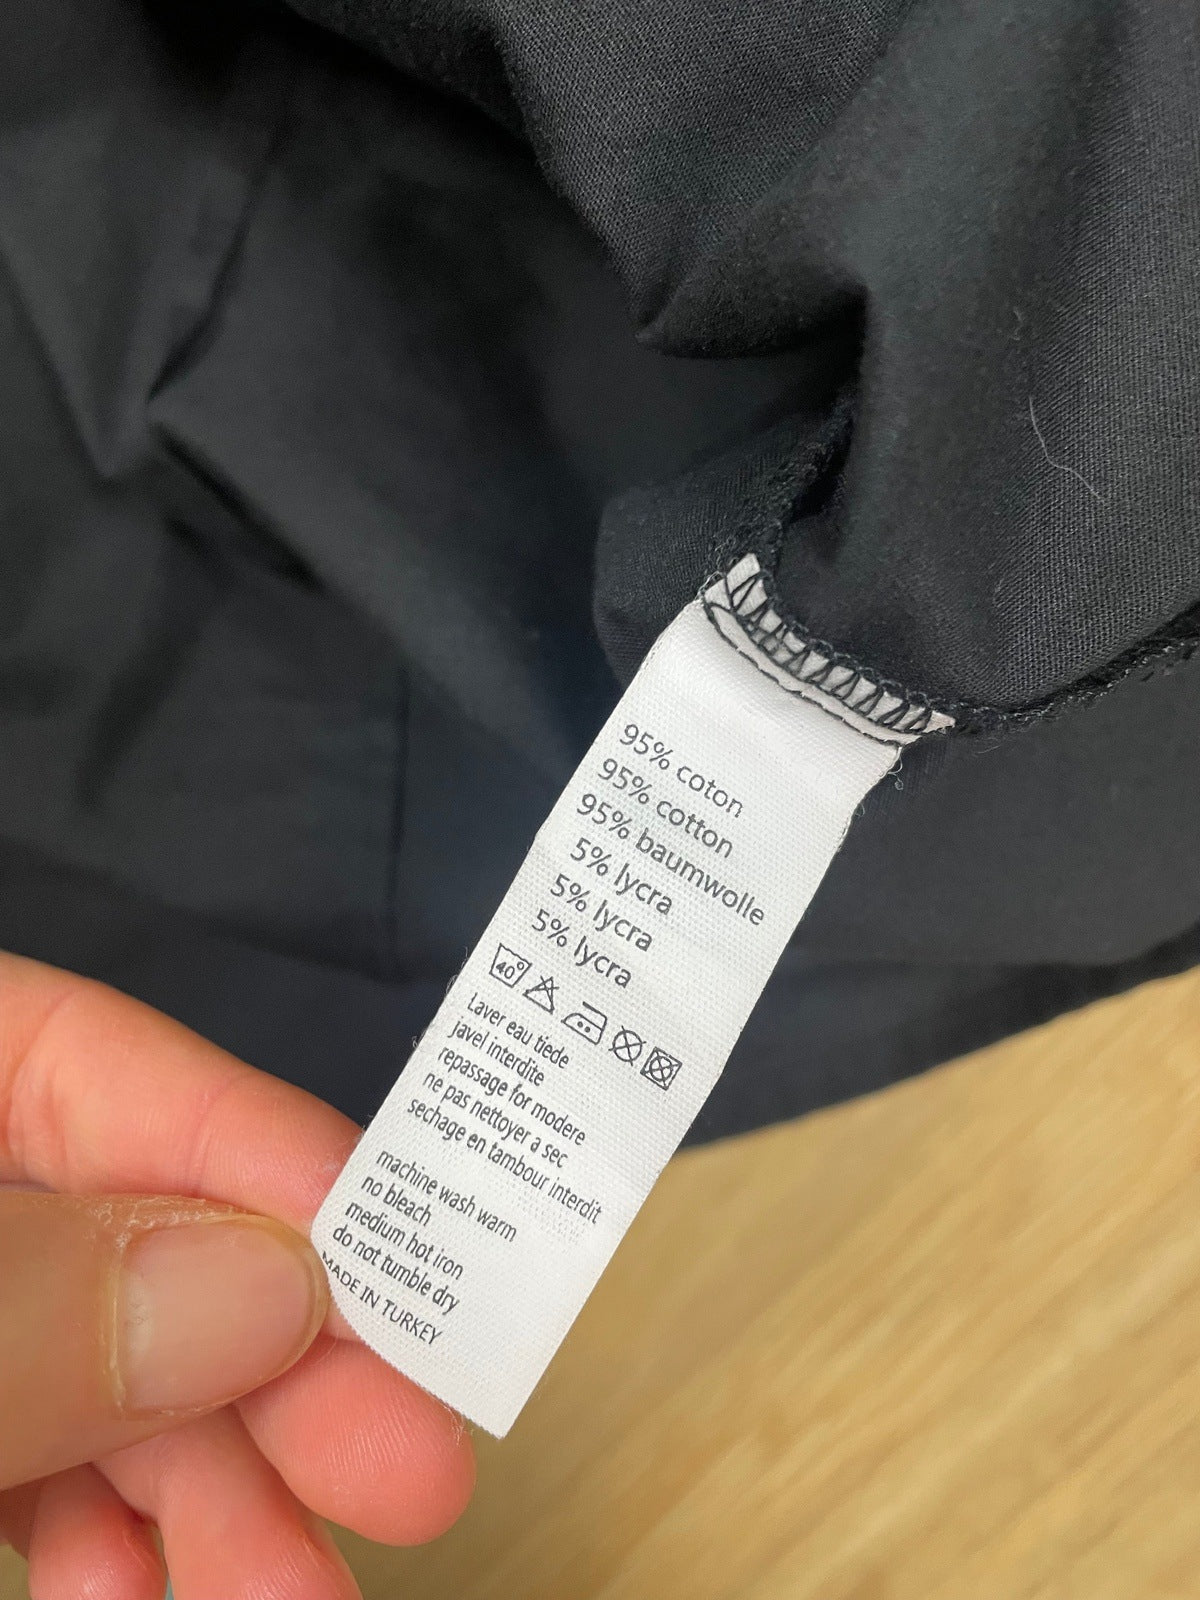 95% coton
95% cotton
95% baumwolle
5% lycra
5% lycra
5% lycra
40°
Laver eau tiede
javel interdite
repassage for modere
ne pas nettoyer a sec
sechage en tambour interdit
machine wash warm
no bleach
medium hot iron
do not tumble dry
MADE IN TURKEY